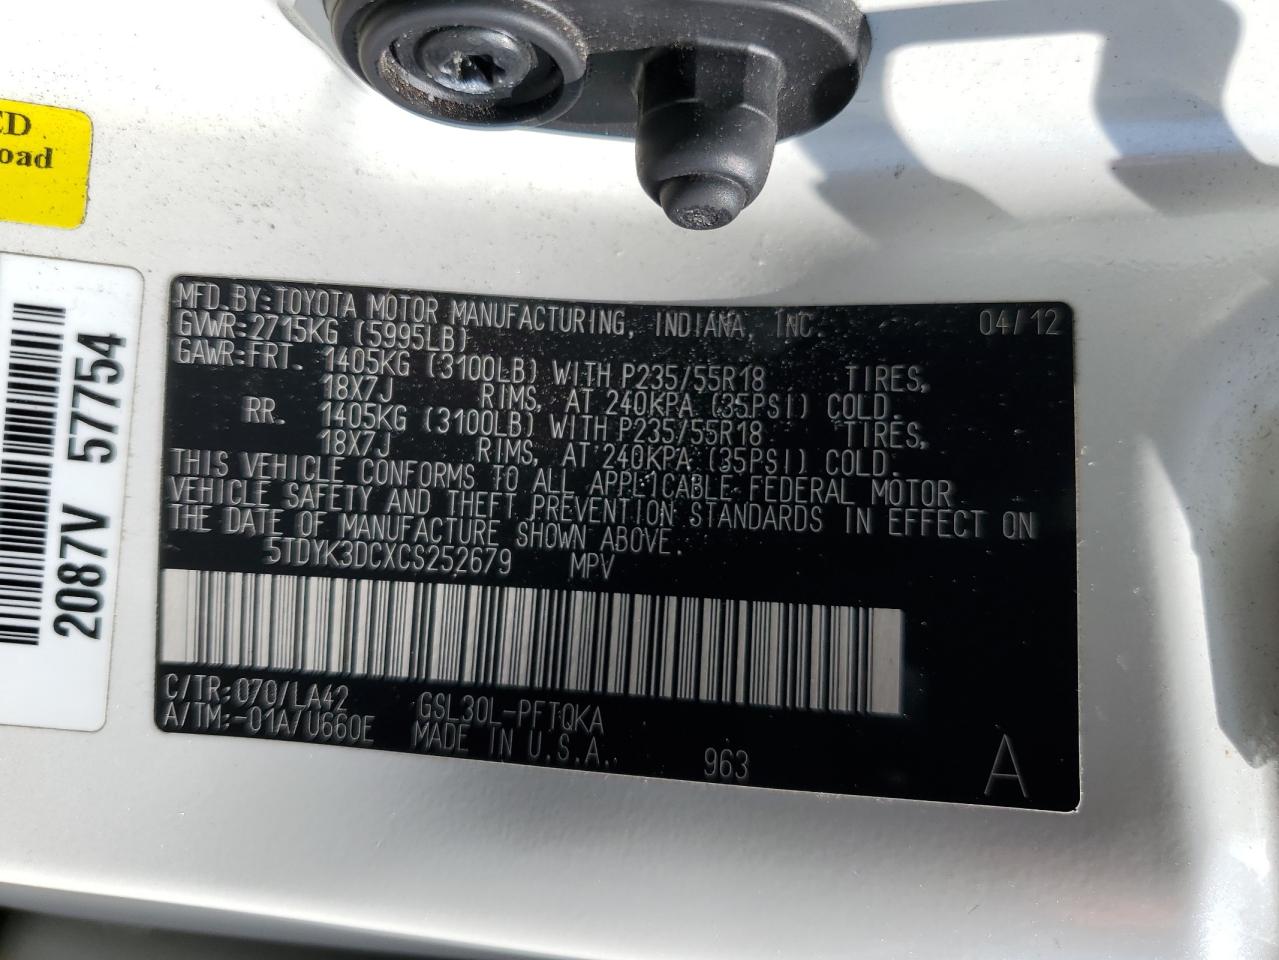 CD
oad
2087V 57754
MFD. BY: TOYOTA MOTOR MANUFACTURING, INDIANA, INC. 04/12
GVWR: 2715KG (5995LB)
GAWR: FRT. 1405KG (3100LB) WITH P235/55R18 TIRES,
18X7J RIMS, AT 240KPA (35PSI) COLD.
RR. 1405KG (3100LB) WITH P235/55R18 TIRES,
18X7J RIMS, AT 240KPA (35PSI) COLD.
THIS VEHICLE CONFORMS TO ALL APPLICABLE FEDERAL MOTOR
VEHICLE SAFETY AND THEFT PREVENTION STANDARDS IN EFFECT ON
THE DATE OF MANUFACTURE SHOWN ABOVE.
5TDYK3DCXCS252679 MPV
C/TR: 070/LA42 GSL30L-PFTQKA
A/TM: -01A/U660E MADE IN U.S.A. 963 A